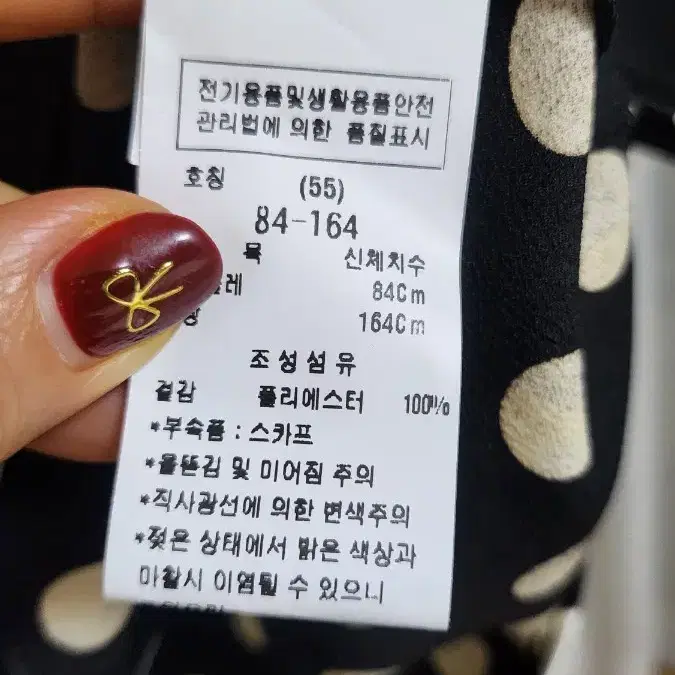 전기용품및생활용품안전
관리법에 의한 품질표시
호칭 (55)
84-164
목 신체치수
레 84Cm
164Cm
조성섬유
겉감 폴리에스터 100%
*부속품 : 스카프
*올뜯김 및 미어짐 주의
*직사광선에 의한 변색주의
*젖은 상태에서 밝은 색상과
마찰시 이염될 수 있으니